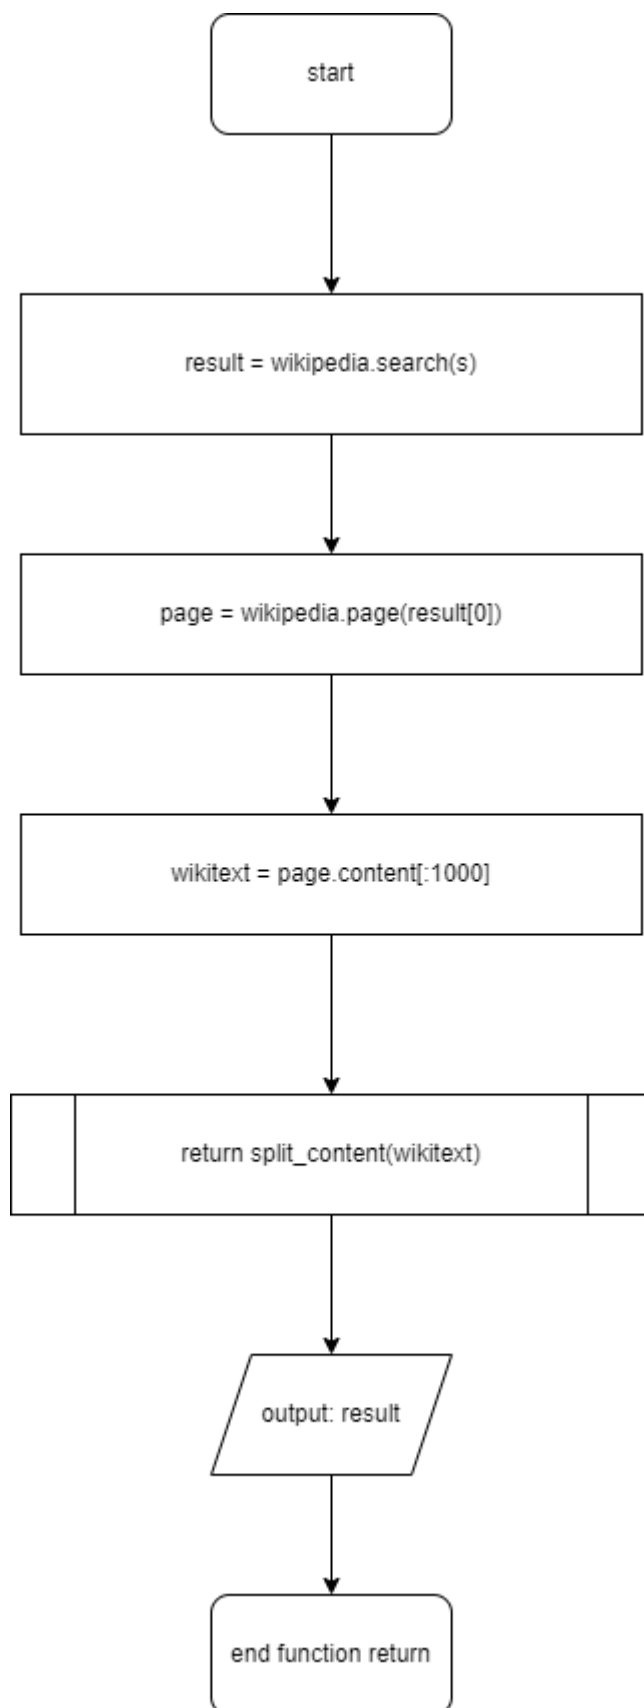 start
result = wikipedia.search(s)
page = wikipedia.page(result[0])
wikitext = page.content[:1000]
return split_content(wikitext)
output: result
end function return